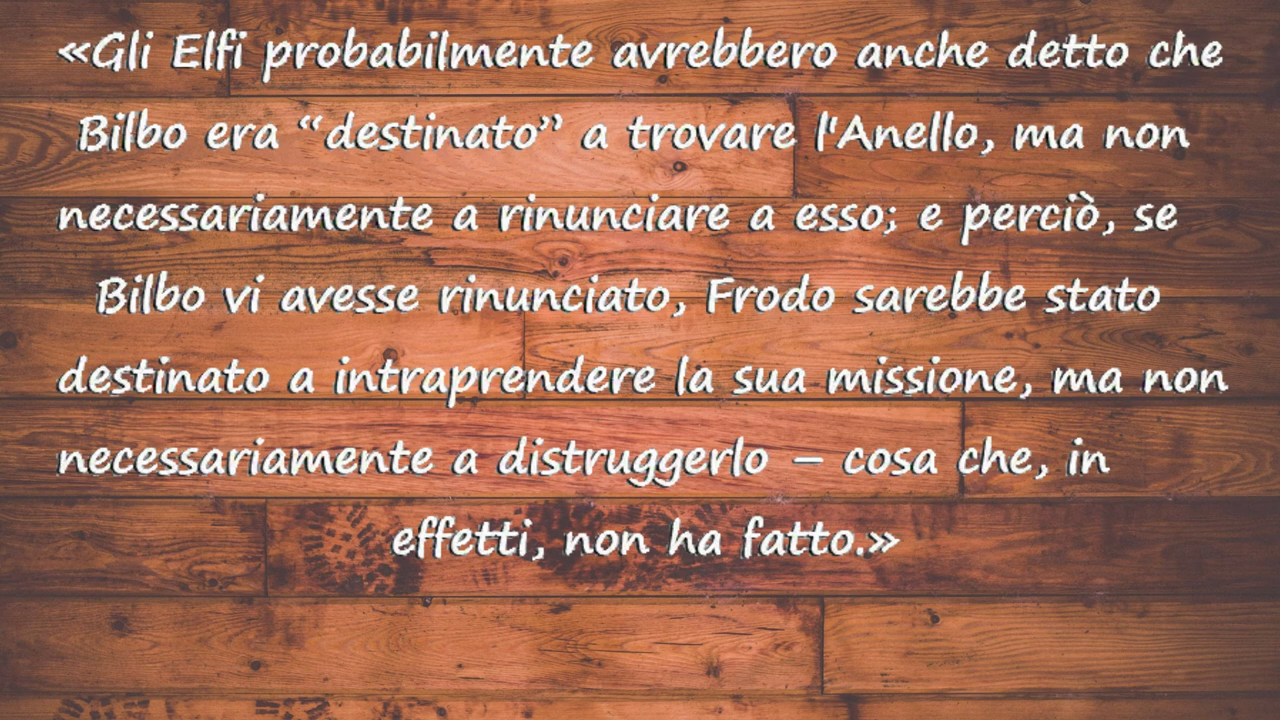 «Gli Elfi probabilmente avrebbero anche detto che
Bilbo era “destinato” a trovare l'Anello, ma non
necessariamente a rinunciare a esso; e perciò, se
Bilbo vi avesse rinunciato, Frodo sarebbe stato
destinato a intraprendere la sua missione, ma non
necessariamente a distruggerlo – cosa che, in
effetti, non ha fatto.»